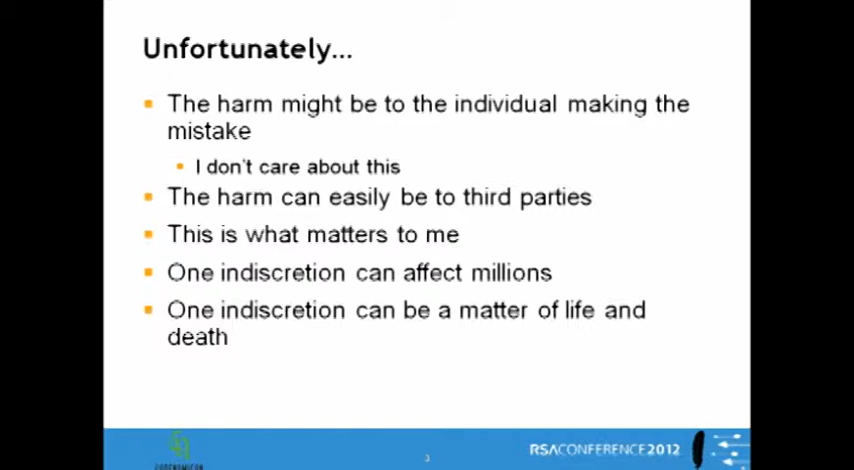 Unfortunately...
The harm might be to the individual making the
mistake
I don't care about this
The harm can easily be to third parties
This is what matters to me
One indiscretion can affect millions
One indiscretion can be a matter of life and
death
3
RSACONFERENCE2012